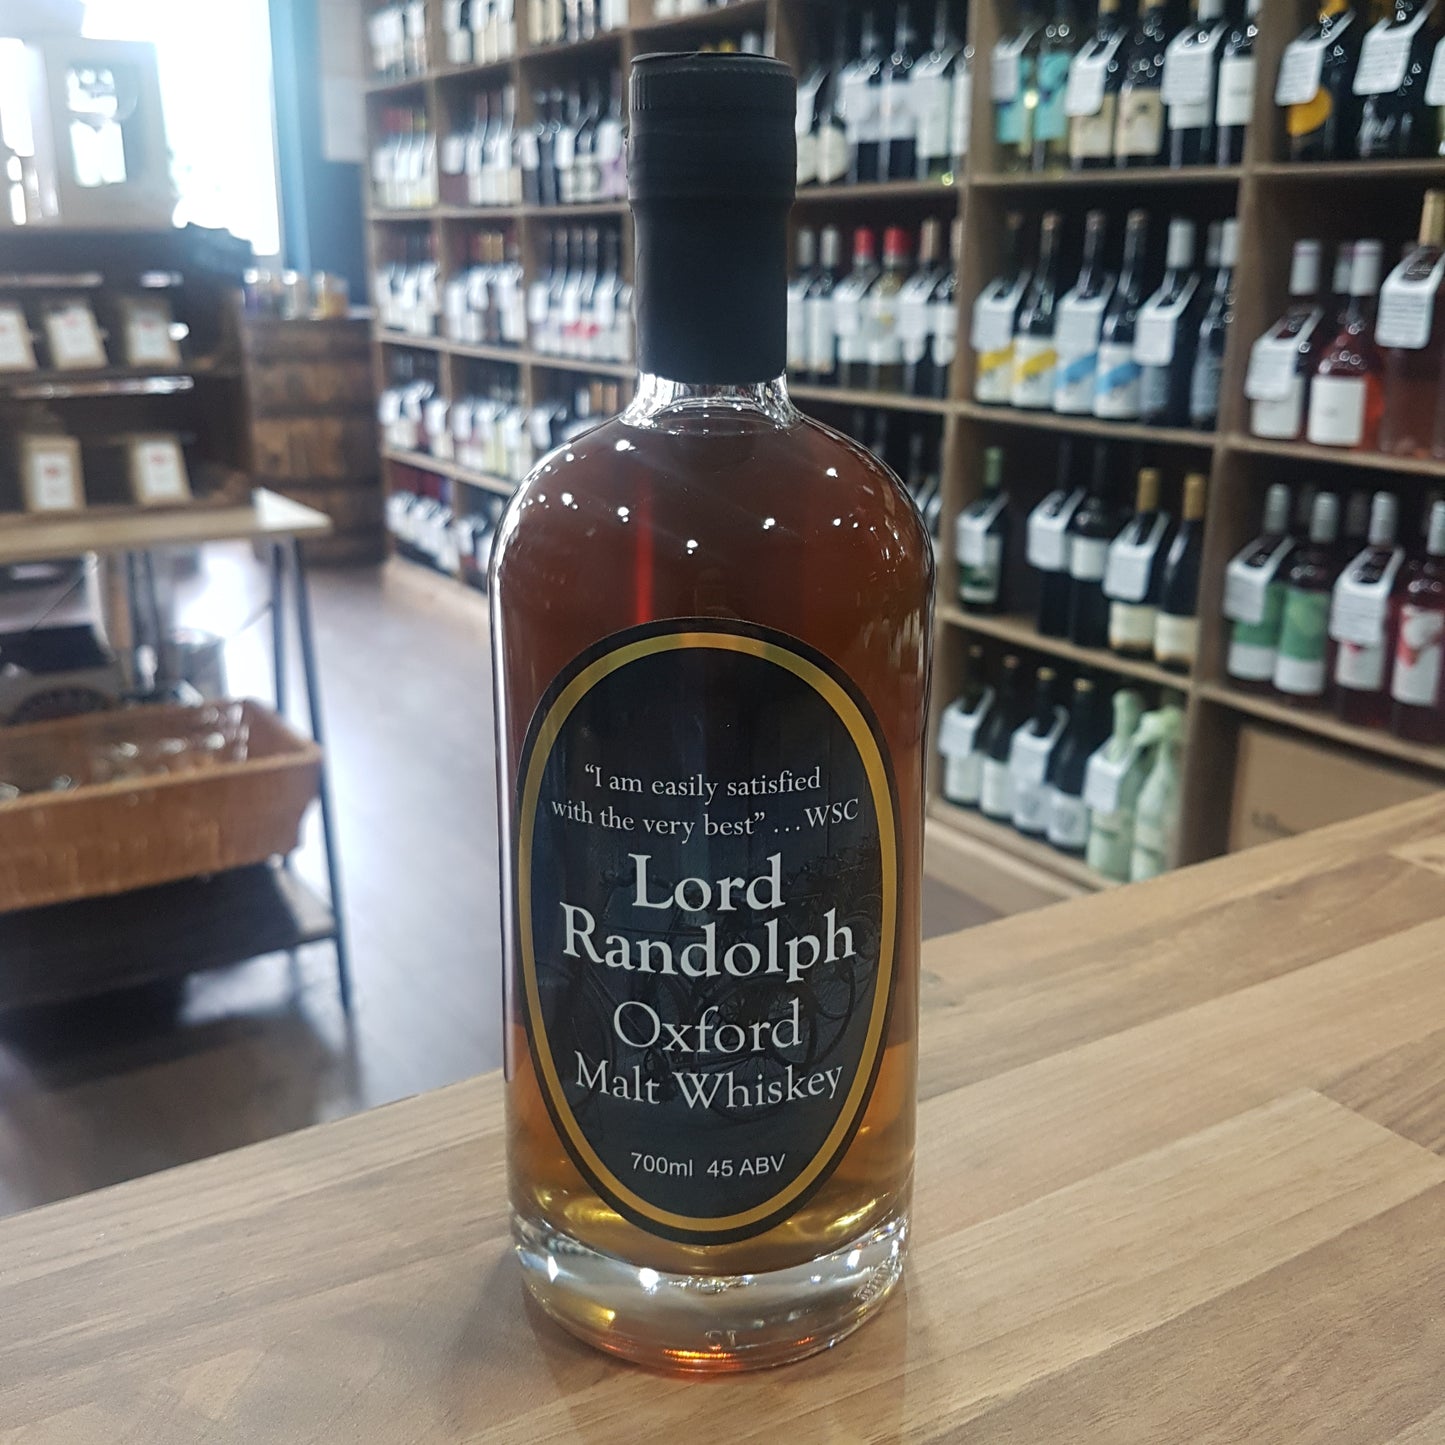 “I am easily satisfied
with the very best” ...WSC
Lord
Randolph
Oxford
Malt Whiskey
700ml 45 ABV